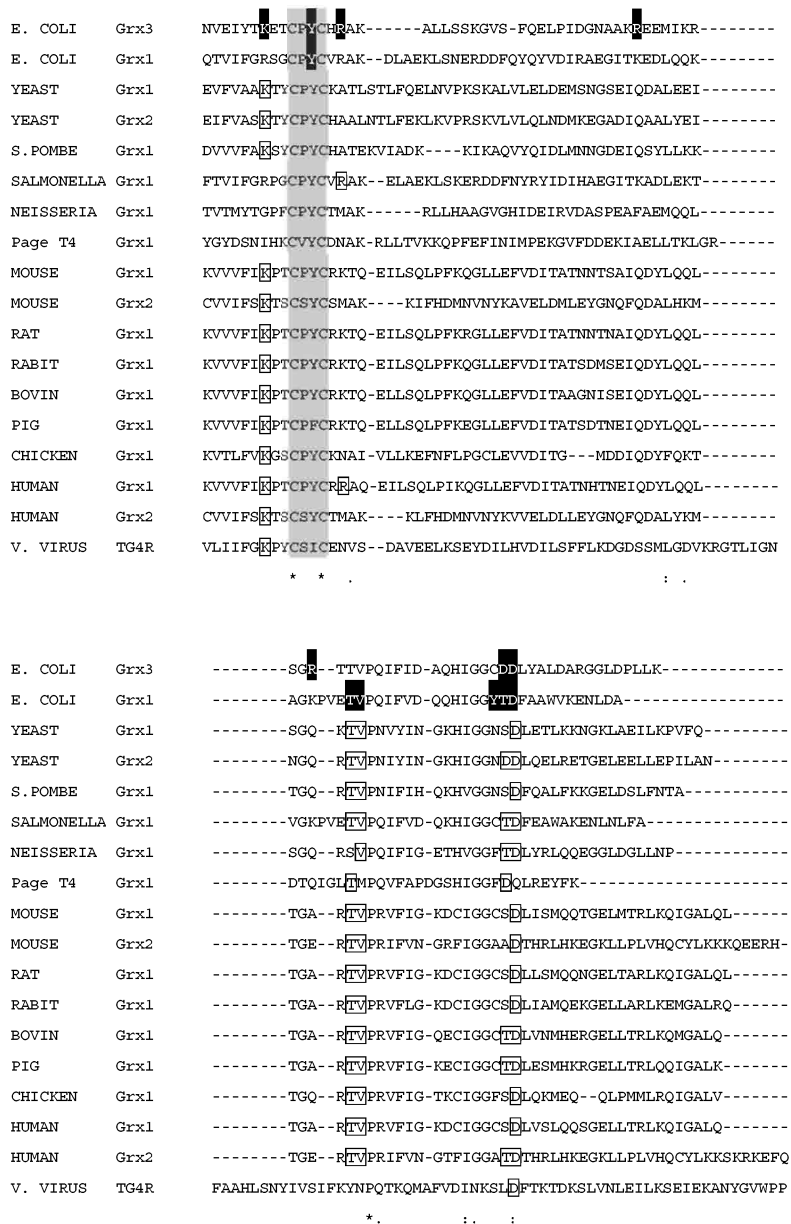 E. COLI Grx3 NVEIYTKETCPYCHRAK-----ALLSSKGVS-FQELPIDGNAAKREEMIKR--------
E. COLI Grx1 QTVIFGRSGCPYCVRAK---DLAEKLSNERDDFQYQYVDIRAEGITKEDLQQK--------
YEAST Grx1 EVFVAAKTYCPYCKATLSTLFQELNVPKSKALVLELDEMSNGSEIQDALEEI--------
YEAST Grx2 EIFVASKTYCPYCHAALNTLFEKLKVPRSKVLVLQLNDMKEGADIQAALYEI--------
S.POMBE Grx1 DVVVFAKSYCPYCHATEKVIADK----KIKAQVYQIDLMNNGDEIQSYLLKK--------
SALMONELLA Grx1 FTVIFGRPGCPYCVRAK---ELAEKLSKERDDFNYRYIDIHAEGITKADLEKT--------
NEISSERIA Grx1 TVTMYTGPFCPYCTMAK------RLLHAAGVGHIDEIRVDASPEAFAEMQQL--------
Page T4 Grx1 YGYDSNIHKCVYCDNAK-RLLTVKKQPFEFINIMPEKGVFDDEKIAELLTKLGR------
MOUSE Grx1 KVVVFIKPTCPYCRKTQ-EILSQLPFKQGLLEFVDITATNNTSAIQDYLQQL--------
MOUSE Grx2 CVVIFSKTSCSYCSMAK----KIFHDMNVNYKAVELDMLEYGNQFQDALHKM--------
RAT Grx1 KVVVFIKPTCPYCRKTQ-EILSQLPFKRGLLEFVDITATNNTNAIQDYLQQL--------
RABIT Grx1 KVVVFIKPTCPYCRKTQ-EILSQLPFKQGLLEFVDITATSDMSEIQDYLQQL--------
BOVIN Grx1 KVVVFIKPTCPYCRKTQ-ELLSQLPFKQGLLEFVDITAAGNISEIQDYLQQL--------
PIG Grx1 KVVVFIKPTCPFCRKTQ-ELLSQLPFKEGLLEFVDITATSDTNEIQDYLQQL--------
CHICKEN Grx1 KVTLFVKGSCPYCKNAI-VLLKEFNFLPGCLEVVDITG---MDDIQDYFQKT--------
HUMAN Grx1 KVVVFIKPTCPYCRRAQ-EILSQLPIKQGLLEFVDITATNHTNEIQDYLQQL--------
HUMAN Grx2 CVVIFSKTSCSYCTMAK----KLFHDMNVNYKVVELDLLEYGNQFQDALYKM--------
V. VIRUS TG4R VLIIFGKPYCSICENVS--DAVEELKSEYDILHVDILSFFLKDGDSSMLGDVKRGTLIGN
* * . : .
E. COLI Grx3 --------SGR--TTVPQIFID-AQHIGGCDDLYALDARGGLDPLLK-------------
E. COLI Grx1 --------AGKPVETVPQIFVD-QQHIGGYTDFAAWVKENLDA-----------------
YEAST Grx1 --------SGQ--KTVPNVYIN-GKHIGGNSDLETLKKNGKLAEILKPVFQ---------
YEAST Grx2 --------NGQ--RTVPNIYIN-GKHIGGNDDLQELRETGELEELLEPILAN--------
S.POMBE Grx1 --------TGQ--RTVPNIFIH-QKHVGGNSDFQALFKKGELDSLFNTA-----------
SALMONELLA Grx1 --------VGKPVETVPQIFVD-QKHIGGCTDFEAWAKENLNLFA---------------
NEISSERIA Grx1 --------SGQ--RSVPQIFIG-ETHVGGFTDLYRLQQEGGLDGLLNP------------
Page T4 Grx1 --------DTQIGLTMPQVFAPDGSHIGGFDQLREYFK----------------------
MOUSE Grx1 --------TGA--RTVPRVFIG-KDCIGGCSDLISMQQTGELMTRLKQIGALQL------
MOUSE Grx2 --------TGE--RTVPRIFVN-GRFIGGAADTHRLHKEGKLLPLVHQCYLKKKQEERH-
RAT Grx1 --------TGA--RTVPRVFIG-KDCIGGCSDLLSMQQNGELTARLKQIGALQL------
RABIT Grx1 --------TGA--RTVPRVFLG-KDCIGGCSDLIAMQEKGELLARLKEMGALRQ------
BOVIN Grx1 --------TGA--RTVPRVFIG-QECIGGCTDLVNMHERGELLTRLKQMGALQ-------
PIG Grx1 --------TGA--RTVPRVFIG-KECIGGCTDLESMHKRGELLTRLQQIGALK-------
CHICKEN Grx1 --------TGQ--RTVPRVFIG-TKCIGGFSDLQKMEQ--QLPMMLRQIGALV-------
HUMAN Grx1 --------TGA--RTVPRVFIG-KDCIGGCSDLVSLQQSGELLTRLKQIGALQ-------
HUMAN Grx2 --------TGE--RTVPRIFVN-GTFIGGATDTHRLHKEGKLLPLVHQCYLKKSKRKEFQ
V. VIRUS TG4R FAAHLSNYIVSIFKYNPQTKQMAFVDINKSLDFTKTDKSLVNLEILKSEIEKANYGVWPP
*. :. :